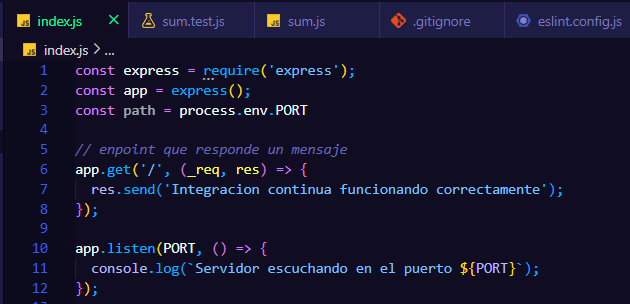 index.js × sum.test.js sum.js .gitignore eslint.config.js
index.js > ...
1 const express = require('express');
2 const app = express();
3 const path = process.env.PORT
4
5 // enpoint que responde un mensaje
6 app.get('/', (_req, res) => {
7 res.send('Integracion continua funcionando correctamente');
8 });
9
10 app.listen(PORT, () => {
11 console.log(`Servidor escuchando en el puerto ${PORT}`);
12 });